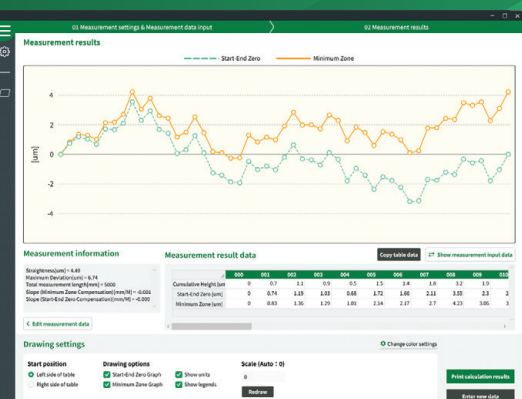 01 Measurement settings & Measurement data input
02 Measurement results
Measurement results
Start-End Zero
Minimum Zone
[um]
4
2
0
0
-2
-4
Measurement information
Straightness(um) = 4.49
Maximum Deviation(um) = 6.74
Total measurement length(mm) = 5000
Slope (Minimum Zone Compensation)(mm/M) = -0.001
Slope (Start-End Zero Compensation)(mm/M) = -0.000
< Edit measurement data
Measurement result data
Copy table data
Show measurement input data
000 001 002 003 004 005 006 007 008 009 010
Cumulative Height [um 0 0.7 1.1 0.9 0.5 1.5 1.4 1.8 3.2 1.9
Start-End Zero [um] 0 0.74 1.19 1.03 0.68 1.72 1.66 2.11 3.55 2.3 2
Minimum Zone [um] 0 0.83 1.36 1.29 1.01 2.14 2.17 2.7 4.23 3.06 3
Drawing settings
Change color settings
Start position
Left side of table
Right side of table
Drawing options
Start-End Zero Graph
Show units
Minimum Zone Graph
Show legends
Scale (Auto : 0)
0
Redraw
Print calculation results
Enter new data